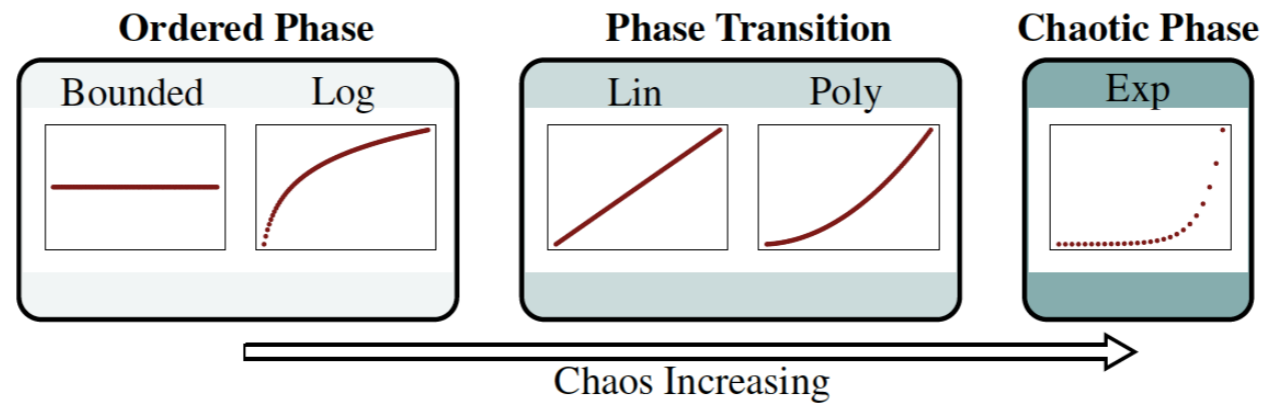 Ordered Phase
Phase Transition
Chaotic Phase
Bounded
Log
Lin
Poly
Exp
Chaos Increasing